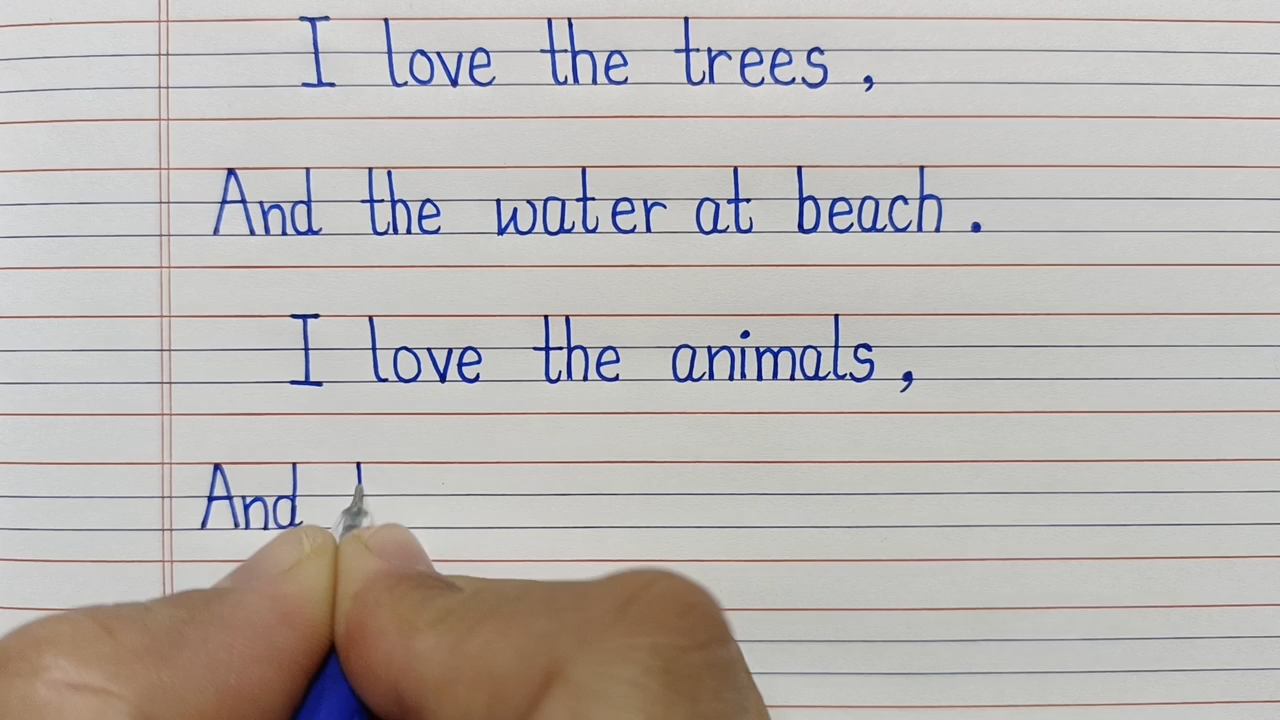 I love the trees,
And the water at beach.
I love the animals,
And